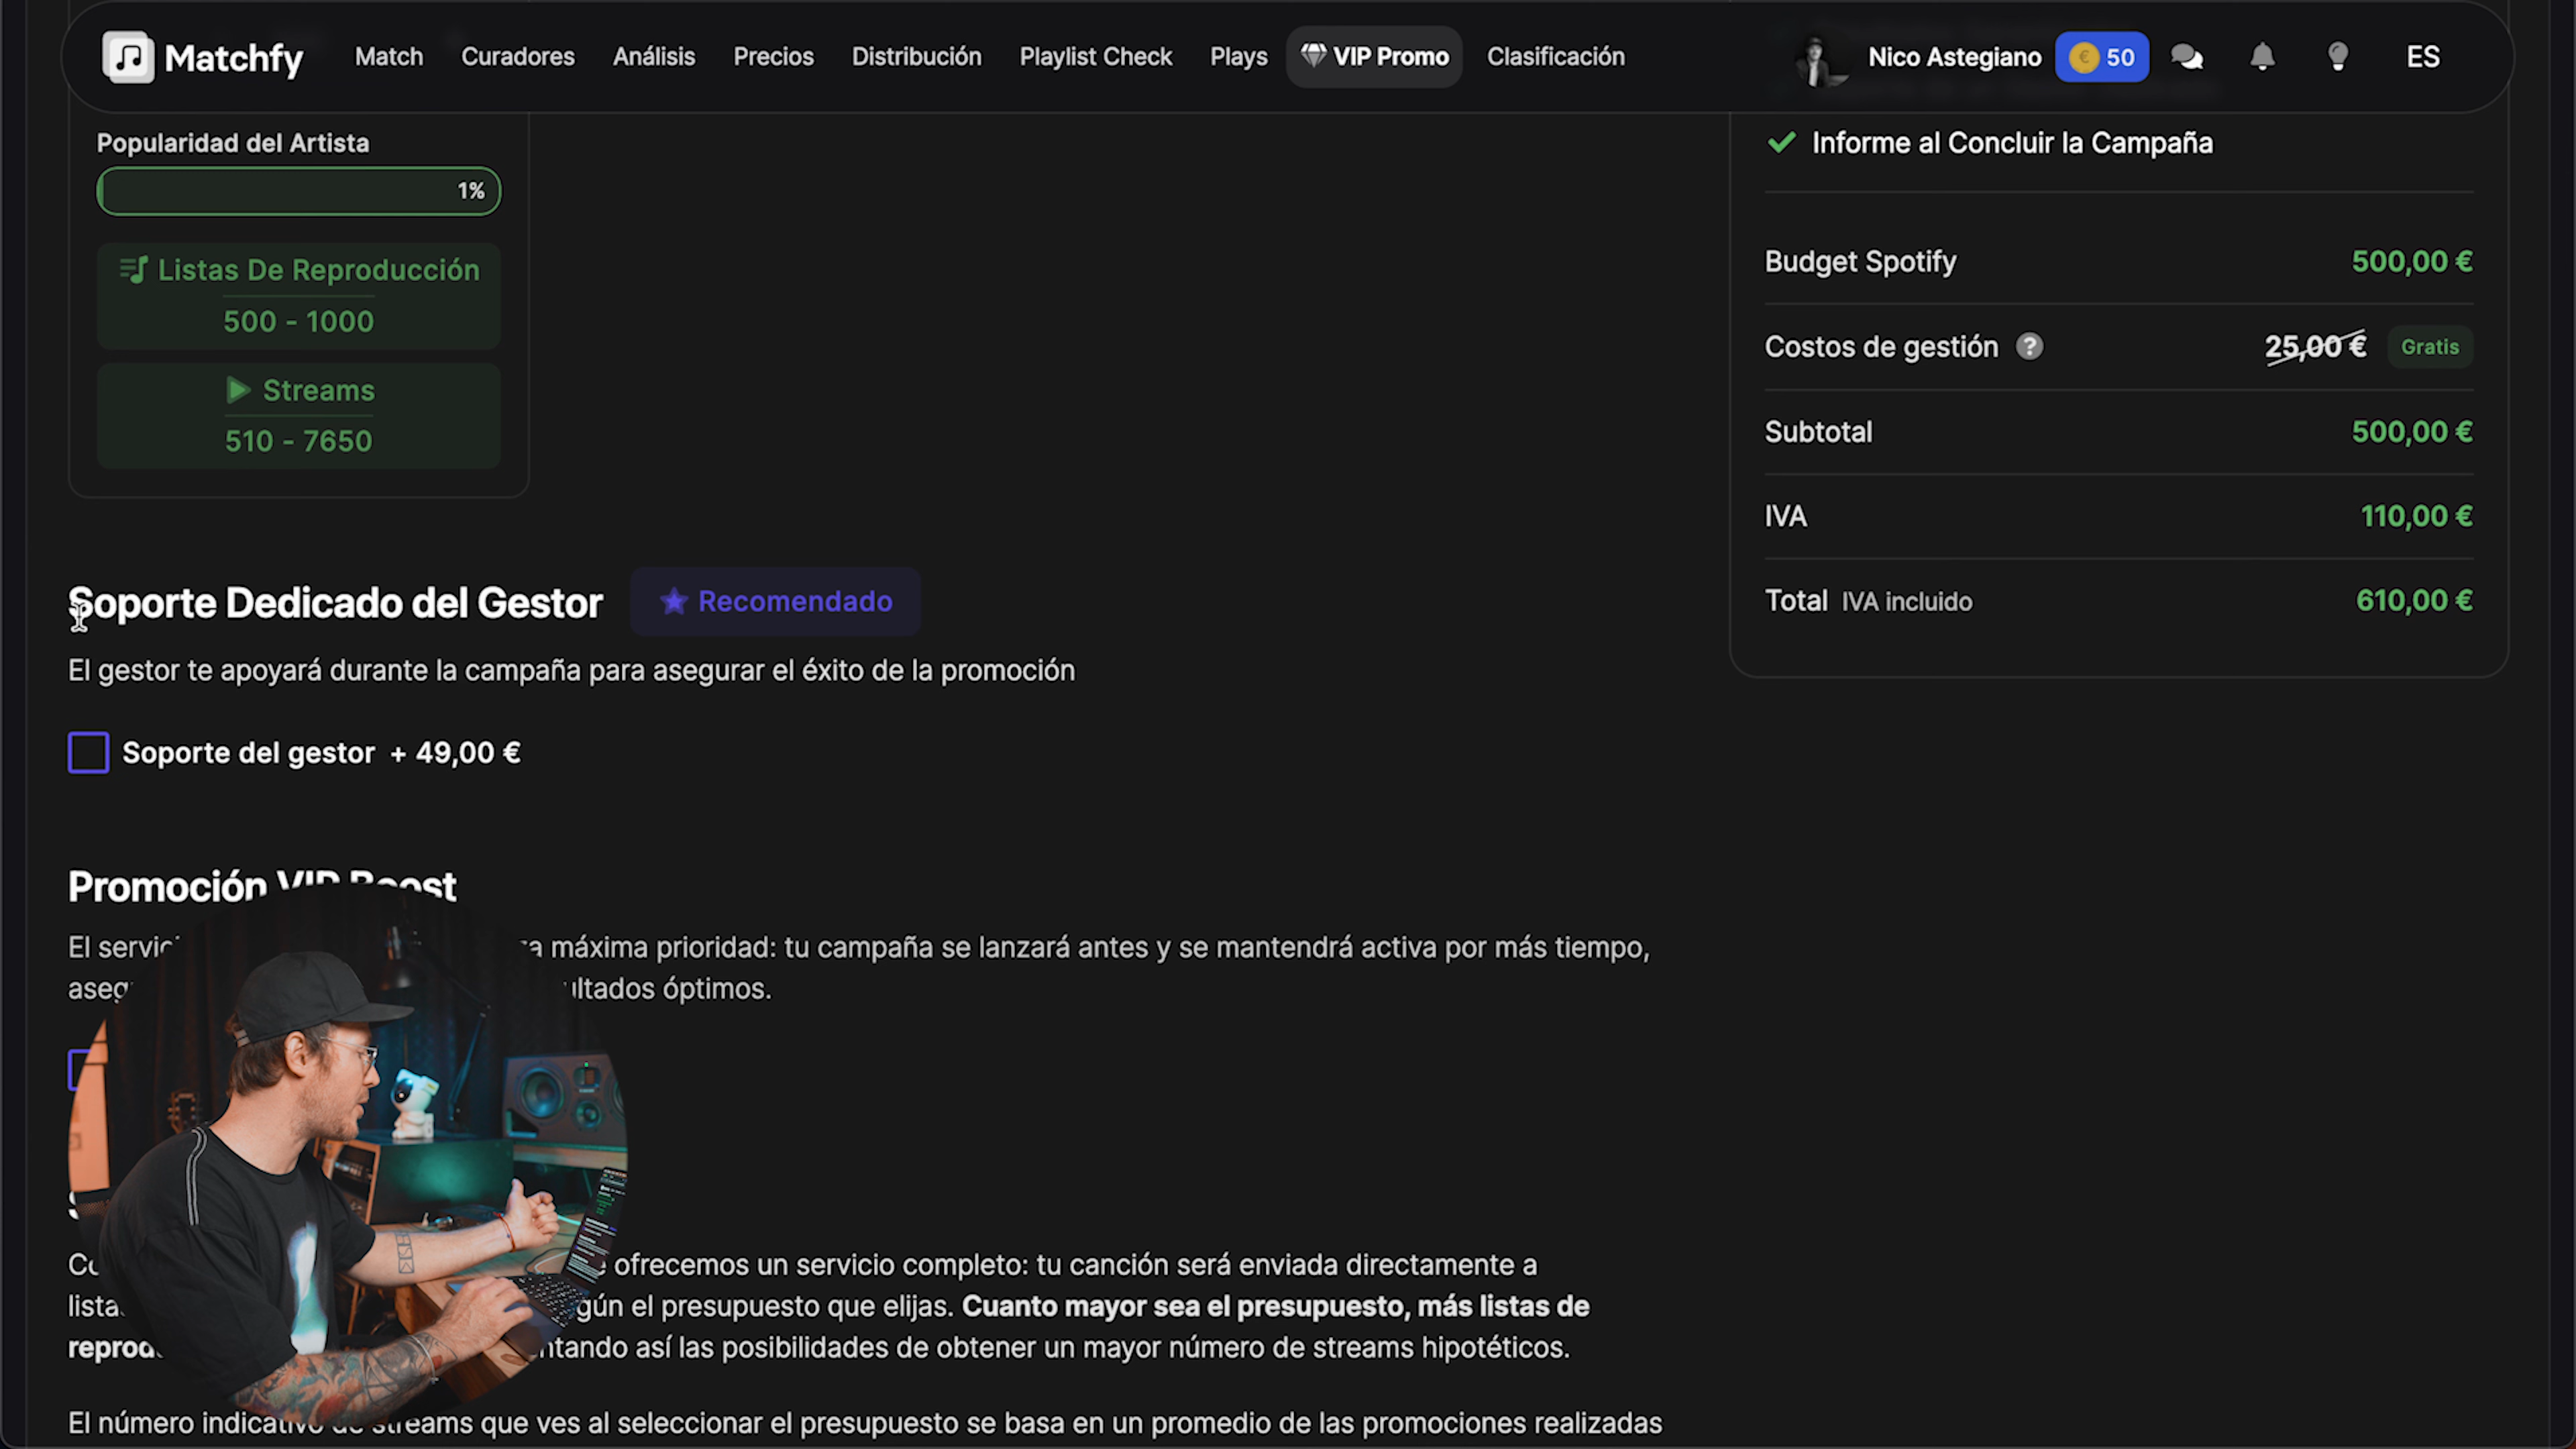 Matchfy
Match
Curadores
Análisis
Precios
Distribución
Playlist Check
Plays
VIP Promo
Clasificación
Nico Astegiano
50
ES
Popularidad del Artista
1%
Listas De Reproducción
500 - 1000
Streams
510 - 7650
Informe al Concluir la Campaña
Budget Spotify 500,00 €
Costos de gestión ? 25,00 € Gratis
Subtotal 500,00 €
IVA 110,00 €
Total IVA incluido 610,00 €
Soporte Dedicado del Gestor
Recomendado
El gestor te apoyará durante la campaña para asegurar el éxito de la promoción
Soporte del gestor + 49,00 €
Promoción VIP Boost
El máxima prioridad: tu campaña se lanzará antes y se mantendrá activa por más tiempo,
óptimos.
ofrecemos un servicio completo: tu canción será enviada directamente a
el presupuesto que elijas. Cuanto mayor sea el presupuesto, más listas de
así las posibilidades de obtener un mayor número de streams hipotéticos.
El número indicativo de streams que ves al seleccionar el presupuesto se basa en un promedio de las promociones realizadas